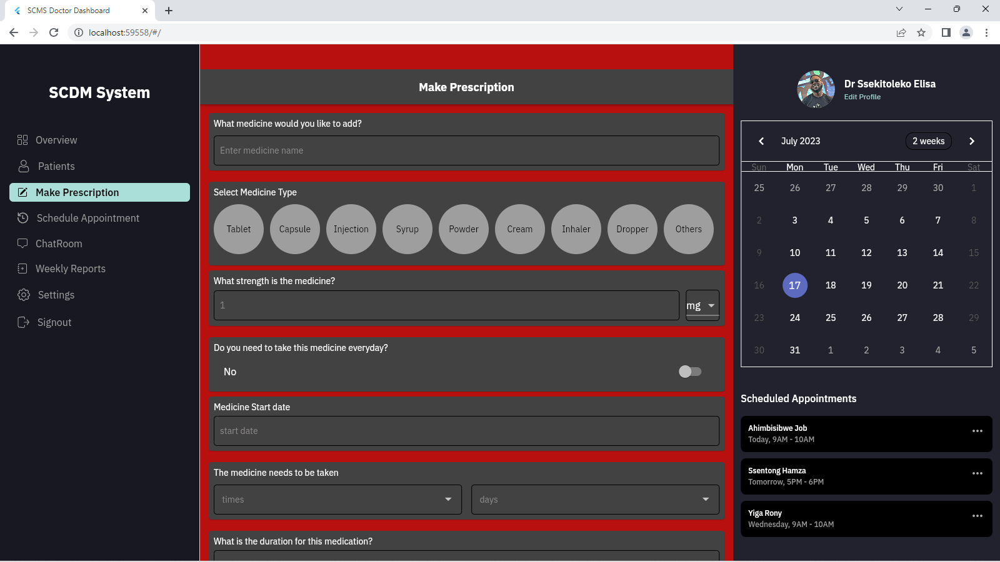 SCMS Doctor Dashboard
localhost:59558/#/
SCDM System
Overview
Patients
Make Prescription
Schedule Appointment
ChatRoom
Weekly Reports
Settings
Signout
Make Prescription
What medicine would you like to add?
Enter medicine name
Select Medicine Type
Tablet Capsule Injection Syrup Powder Cream Inhaler Dropper Others
What strength is the medicine?
1 mg
Do you need to take this medicine everyday?
No
Medicine Start date
start date
The medicine needs to be taken
times days
What is the duration for this medication?
Dr Ssekitoleko Elisa
Edit Profile
July 2023 2 weeks
Sun Mon Tue Wed Thu Fri Sat
25 26 27 28 29 30 1
2 3 4 5 6 7 8
9 10 11 12 13 14 15
16 17 18 19 20 21 22
23 24 25 26 27 28 29
30 31 1 2 3 4 5
Scheduled Appointments
Ahimbisibwe Job
Today, 9AM - 10AM
Ssentong Hamza
Tomorrow, 5PM - 6PM
Yiga Rony
Wednesday, 9AM - 10AM